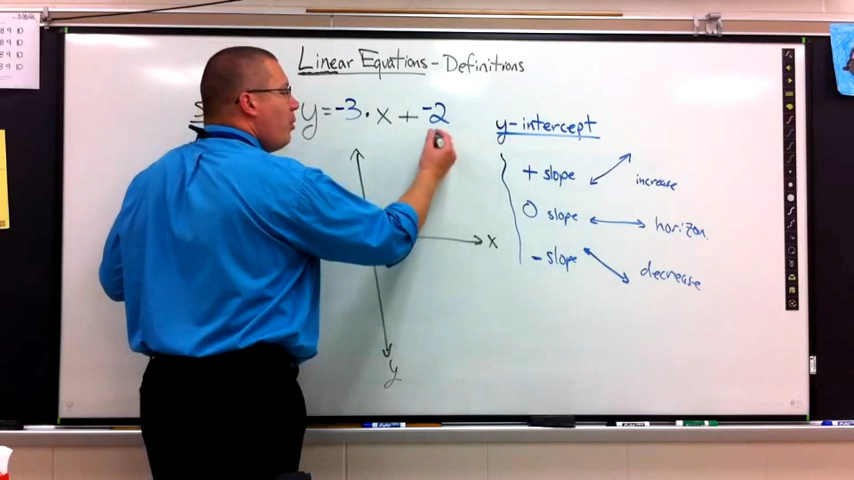 Linear Equations - Definitions
y = -3 · x + -2
y-intercept
+ slope increase
0 slope horizon.
- slope decrease
x
y